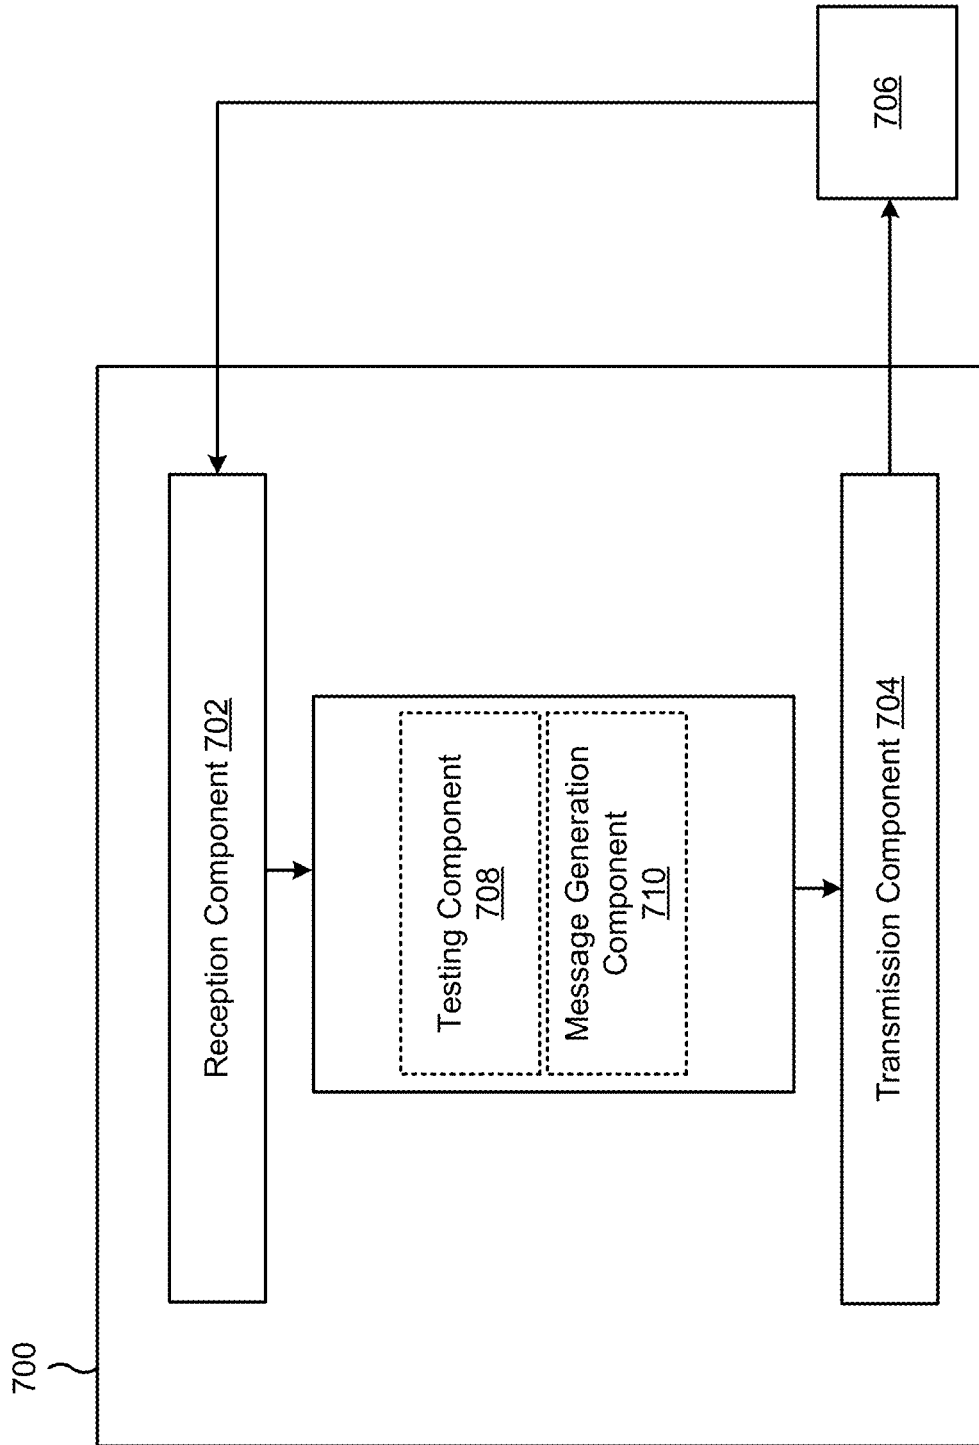 700
Reception Component 702
Testing Component
708
Message Generation
Component
710
Transmission Component 704
706